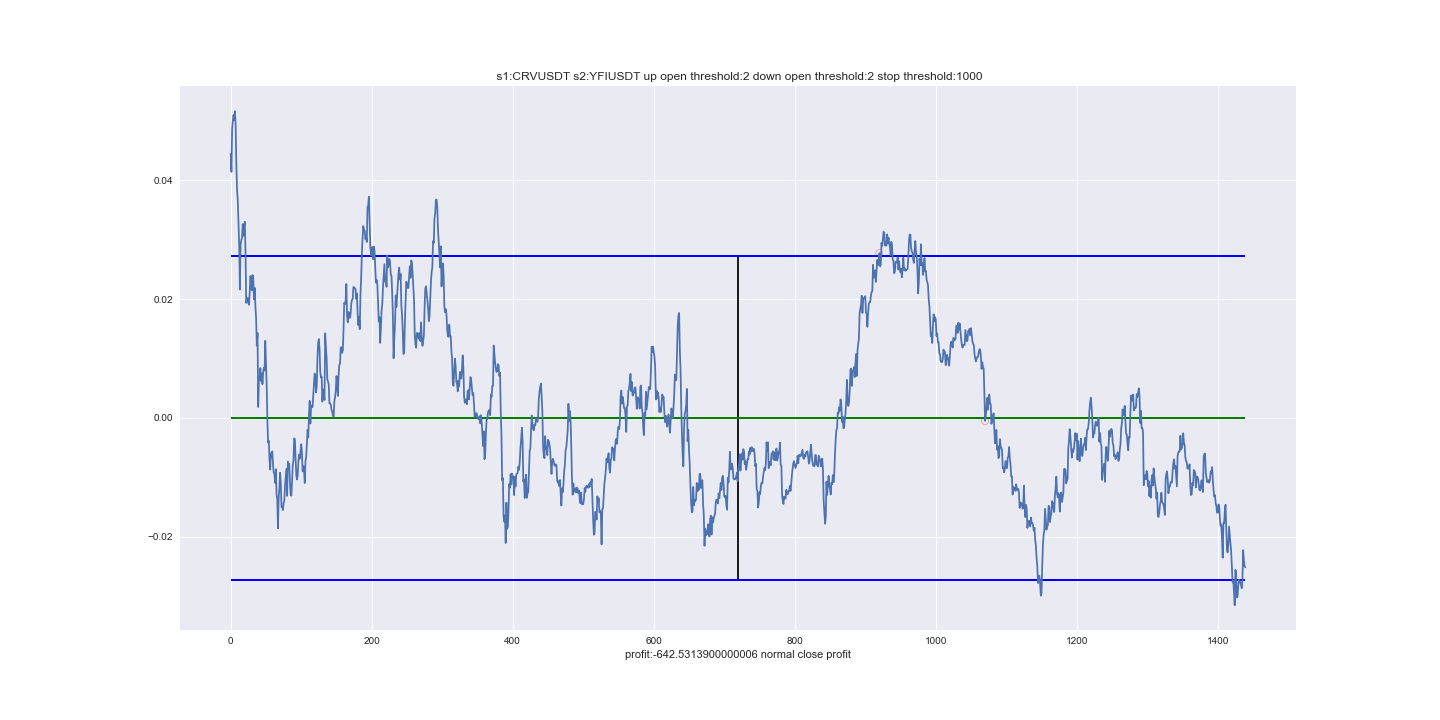 s1:CRVUSDT s2:YFIUSDT up open threshold:2 down open threshold:2 stop threshold:1000
0.04
0.02
0.00
−0.02
0 200 400 600 800 1000 1200 1400
profit:-642.5313900000006 normal close profit